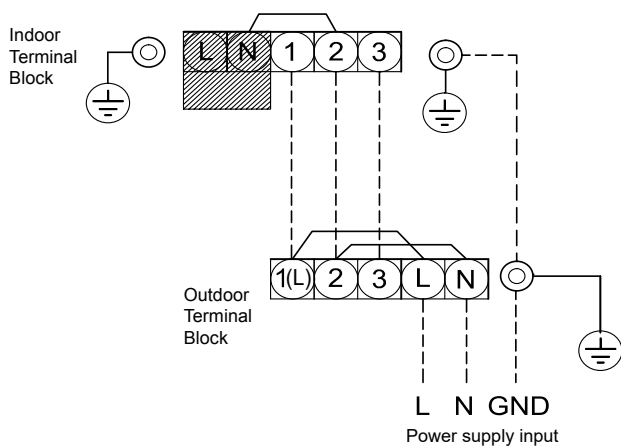 Indoor
Terminal
Block
L N 1 2 3
1(L) 2 3 L N
Outdoor
Terminal
Block
L N GND
Power supply input